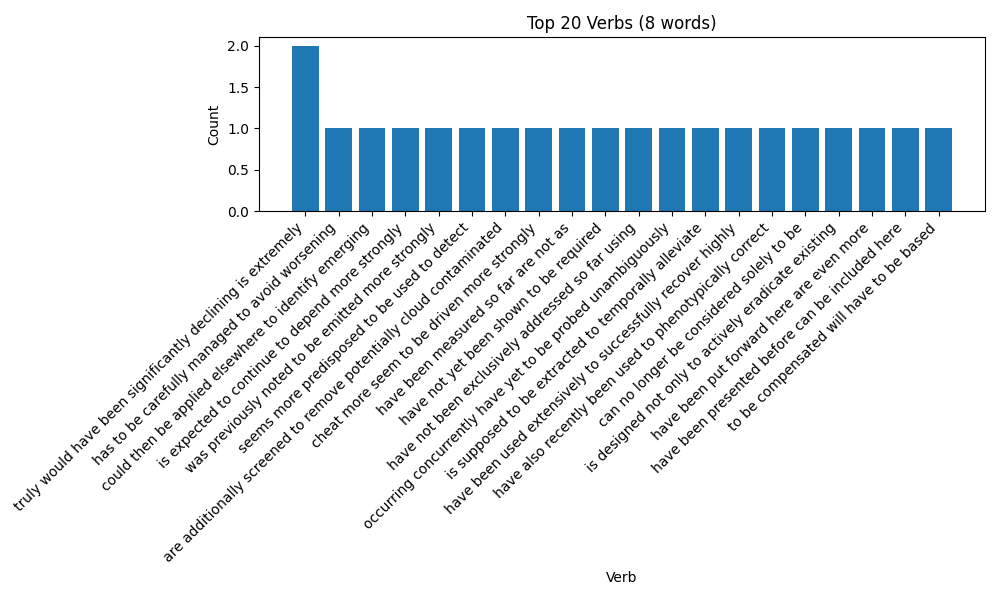 Top 20 Verbs (8 words)
Count
2.0
1.5
1.0
0.5
0.0
truly would have been significantly declining is extremely
has to be carefully managed to avoid worsening
could then be applied elsewhere to identify emerging
is expected to continue to depend more strongly
was previously noted to be emitted more strongly
seems more predisposed to be used to detect
are additionally screened to remove potentially cloud contaminated
cheat more seem to be driven more strongly
have been measured so far are not as
have not yet been shown to be required
have not been exclusively addressed so far using
occurring concurrently have yet to be probed unambiguously
is supposed to be extracted to temporally alleviate
have been used extensively to successfully recover highly
have also recently been used to phenotypically correct
can no longer be considered solely to be
is designed not only to actively eradicate existing
have been put forward here are even more
have been presented before can be included here
to be compensated will have to be based
Verb